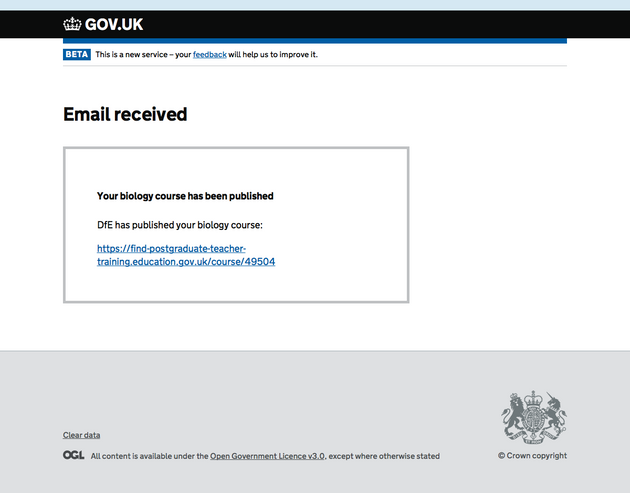 GOV.UK
BETA This is a new service – your feedback will help us to improve it.
Email received
Your biology course has been published
DfE has published your biology course:
https://find-postgraduate-teacher-
training.education.gov.uk/course/49504
Clear data
OGL All content is available under the Open Government Licence v3.0, except where otherwise stated
© Crown copyright